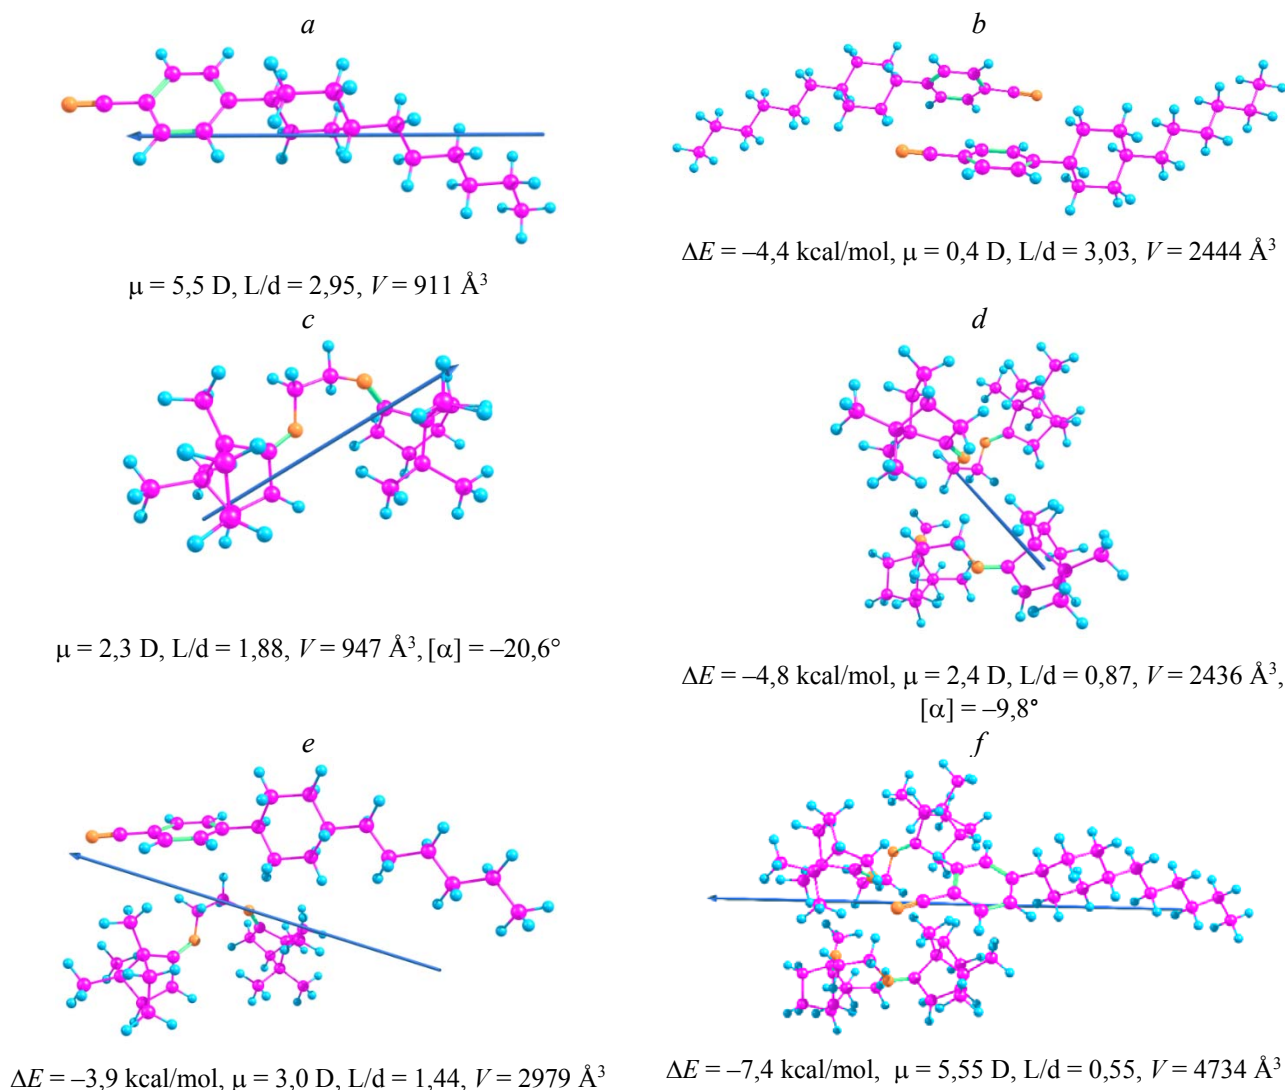 a
b
μ = 5,5 D, L/d = 2,95, V = 911 Å³
ΔE = –4,4 kcal/mol, μ = 0,4 D, L/d = 3,03, V = 2444 Å³
c
d
μ = 2,3 D, L/d = 1,88, V = 947 Å³, [α] = –20,6°
ΔE = –4,8 kcal/mol, μ = 2,4 D, L/d = 0,87, V = 2436 Å³,
[α] = –9,8°
e
f
ΔE = –3,9 kcal/mol, μ = 3,0 D, L/d = 1,44, V = 2979 Å³
ΔE = –7,4 kcal/mol, μ = 5,55 D, L/d = 0,55, V = 4734 Å³